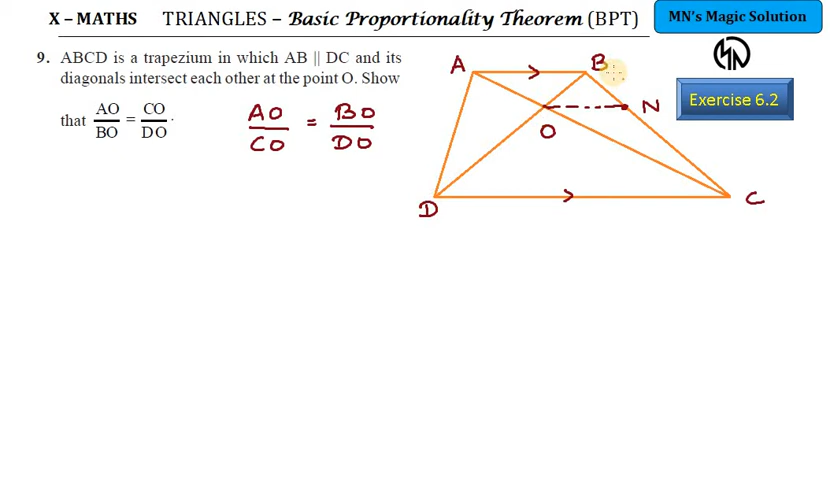 X – MATHS TRIANGLES – Basic Proportionality Theorem (BPT)
MN's Magic Solution
MN
Exercise 6.2
9. ABCD is a trapezium in which AB || DC and its
diagonals intersect each other at the point O. Show
that AO/BO = CO/DO.
AO/CO = BO/DO
A
B
N
O
D
C